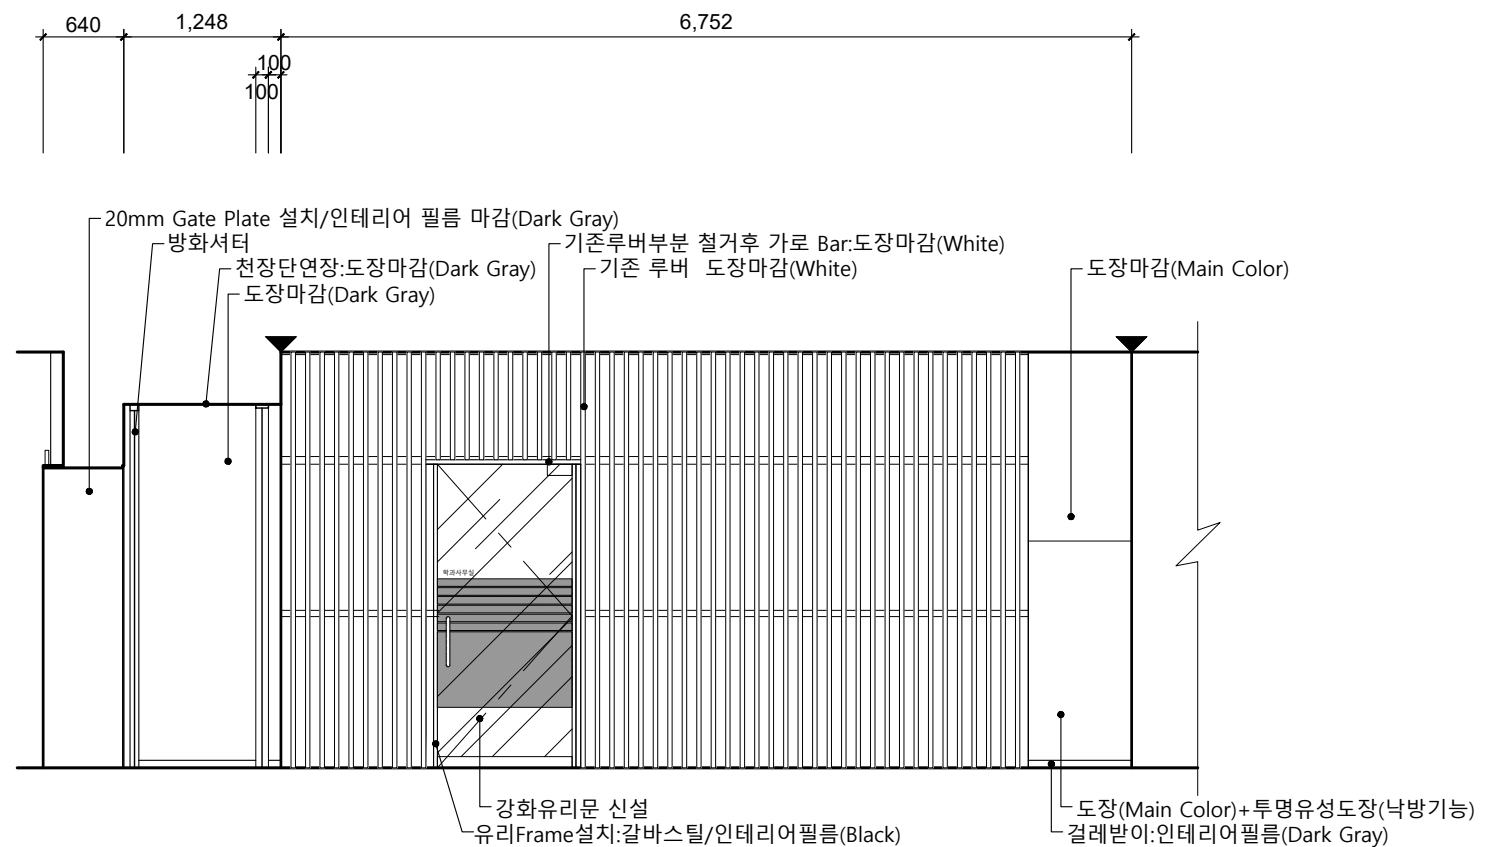 640
1,248
6,752
100
100
20mm Gate Plate 설치/인테리어 필름 마감(Dark Gray)
방화셔터
기존루버부분 철거후 가로 Bar:도장마감(White)
천장단연장:도장마감(Dark Gray)
기존 루버 도장마감(White)
도장마감(Main Color)
도장마감(Dark Gray)
학과사무실
강화유리문 신설
도장(Main Color)+투명유성도장(낙방기능)
유리Frame설치:갈바스틸/인테리어필름(Black)
걸레받이:인테리어필름(Dark Gray)